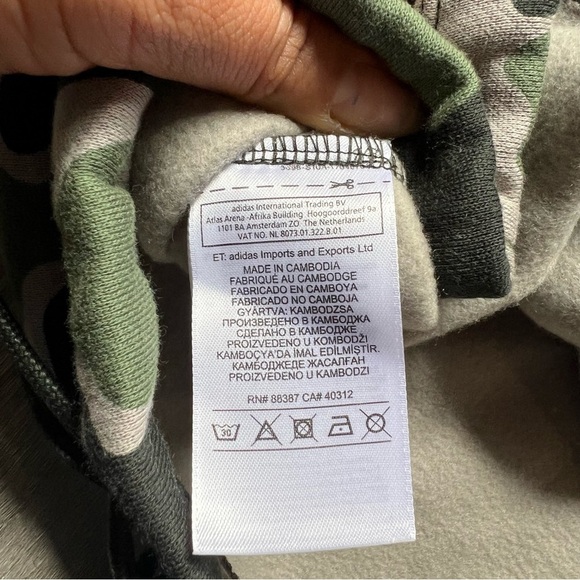 adidas International Trading BV
Atlas Arena -Afrika Building Hoogoorddreef 9a
1101 BA Amsterdam ZO The Netherlands
VAT NO. NL 8073.01.322.B.01
ET: adidas Imports and Exports Ltd
MADE IN CAMBODIA
FABRIQUÉ AU CAMBODGE
FABRICADO EN CAMBOYA
FABRICADO NO CAMBOJA
GYÁRTVA: KAMBODZSA
ПРОИЗВЕДЕНО В КАМБОДЖА
СДЕЛАНО В КАМБОДЖЕ
PROIZVEDENO U KOMBODŽI
KAMBOÇYA'DA İMAL EDİLMİŞTİR.
КАМБОДЖЕДЕ ЖАСАЛҒАН
PROIZVEDENO U KAMBODZI
RN# 88387 CA# 40312
30